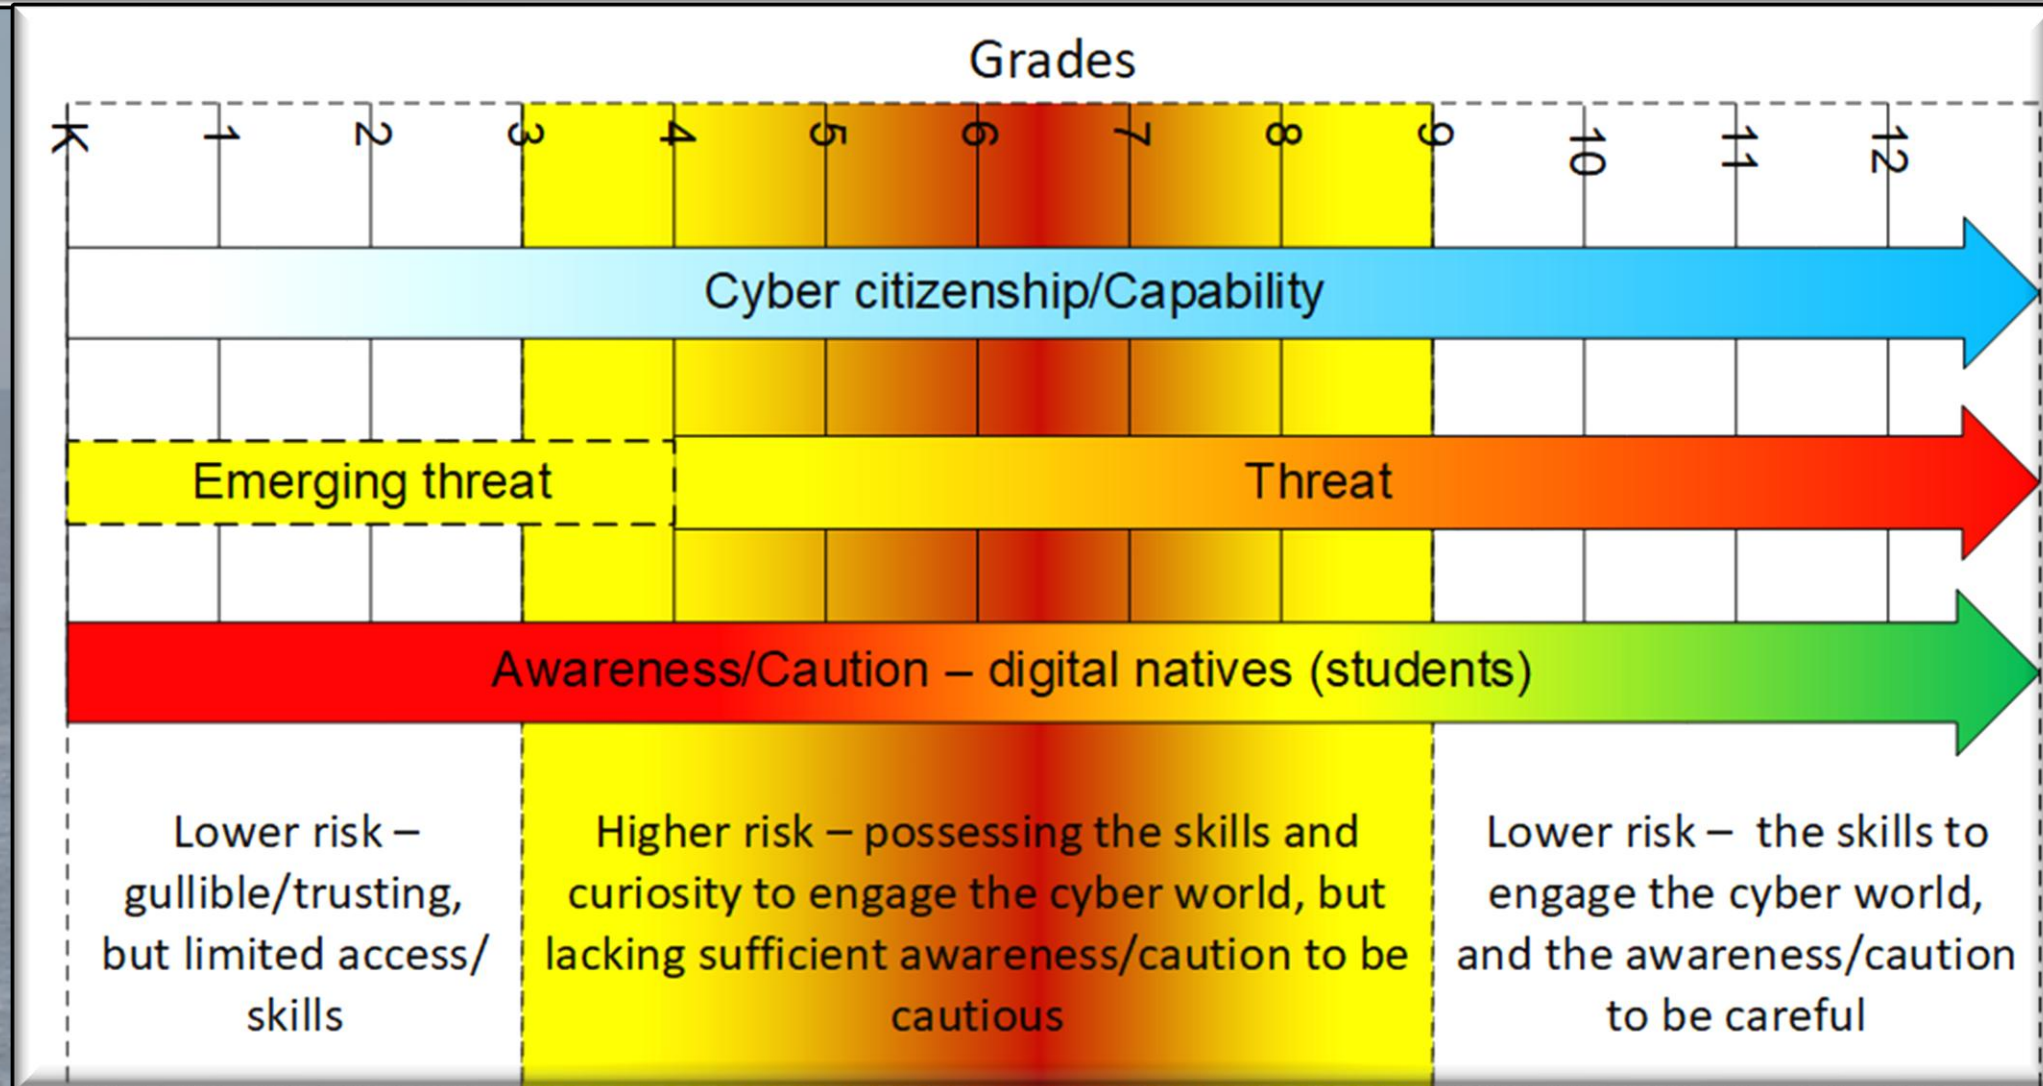 Grades
K 1 2 3 4 5 6 7 8 9 10 11 12
Cyber citizenship/Capability
Emerging threat
Threat
Awareness/Caution – digital natives (students)
Lower risk –
gullible/trusting,
but limited access/
skills
Higher risk – possessing the skills and
curiosity to engage the cyber world, but
lacking sufficient awareness/caution to be
cautious
Lower risk – the skills to
engage the cyber world,
and the awareness/caution
to be careful